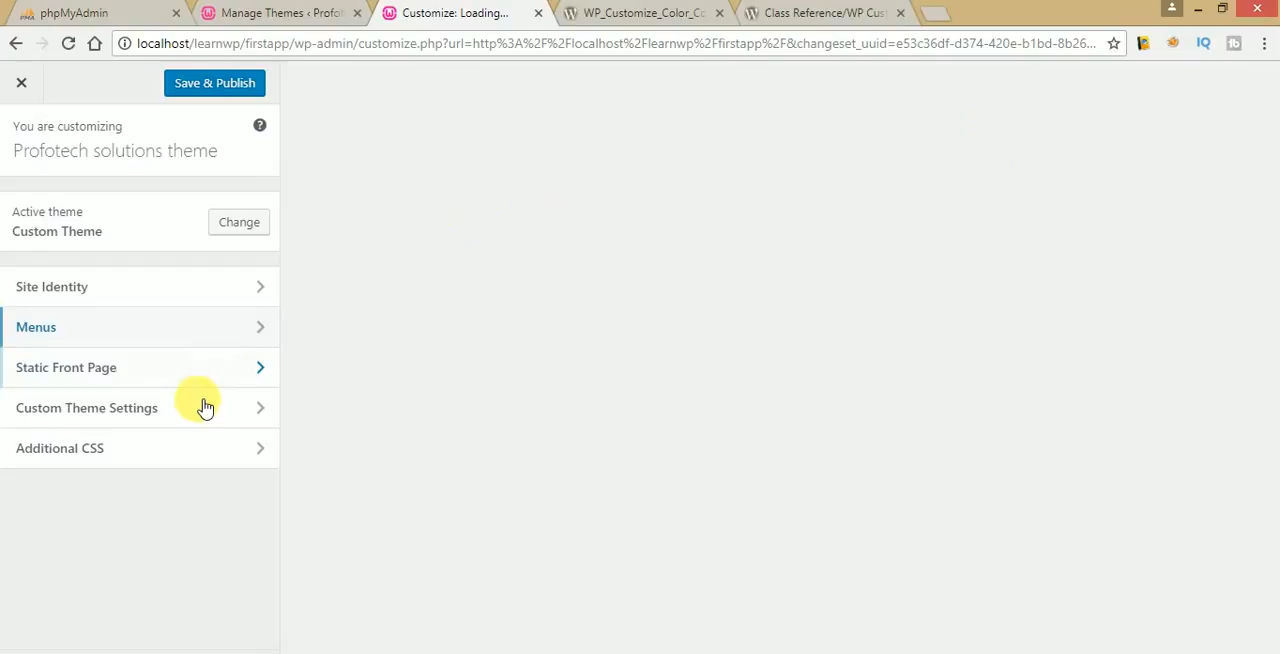 phpMyAdmin
Manage Themes ‹ Profot
Customize: Loading...
WP_Customize_Color_Co
Class Reference/WP Cust
localhost/learnwp/firstapp/wp-admin/customize.php?url=http%3A%2F%2Flocalhost%2Flearnwp%2Ffirstapp%2F&changeset_uuid=e53c36df-d374-420e-b1bd-8b26...
Save & Publish
You are customizing
Profotech solutions theme
Active theme
Custom Theme
Change
Site Identity
Menus
Static Front Page
Custom Theme Settings
Additional CSS